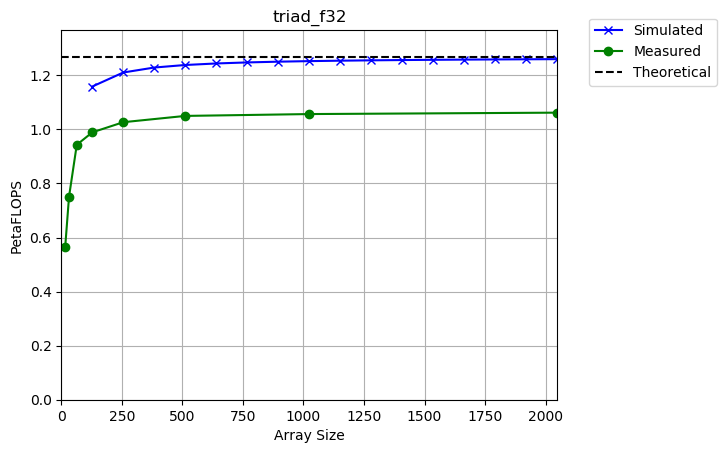 triad_f32
Simulated
Measured
Theoretical
PetaFLOPS
1.2
1.0
0.8
0.6
0.4
0.2
0.0
0 250 500 750 1000 1250 1500 1750 2000
Array Size